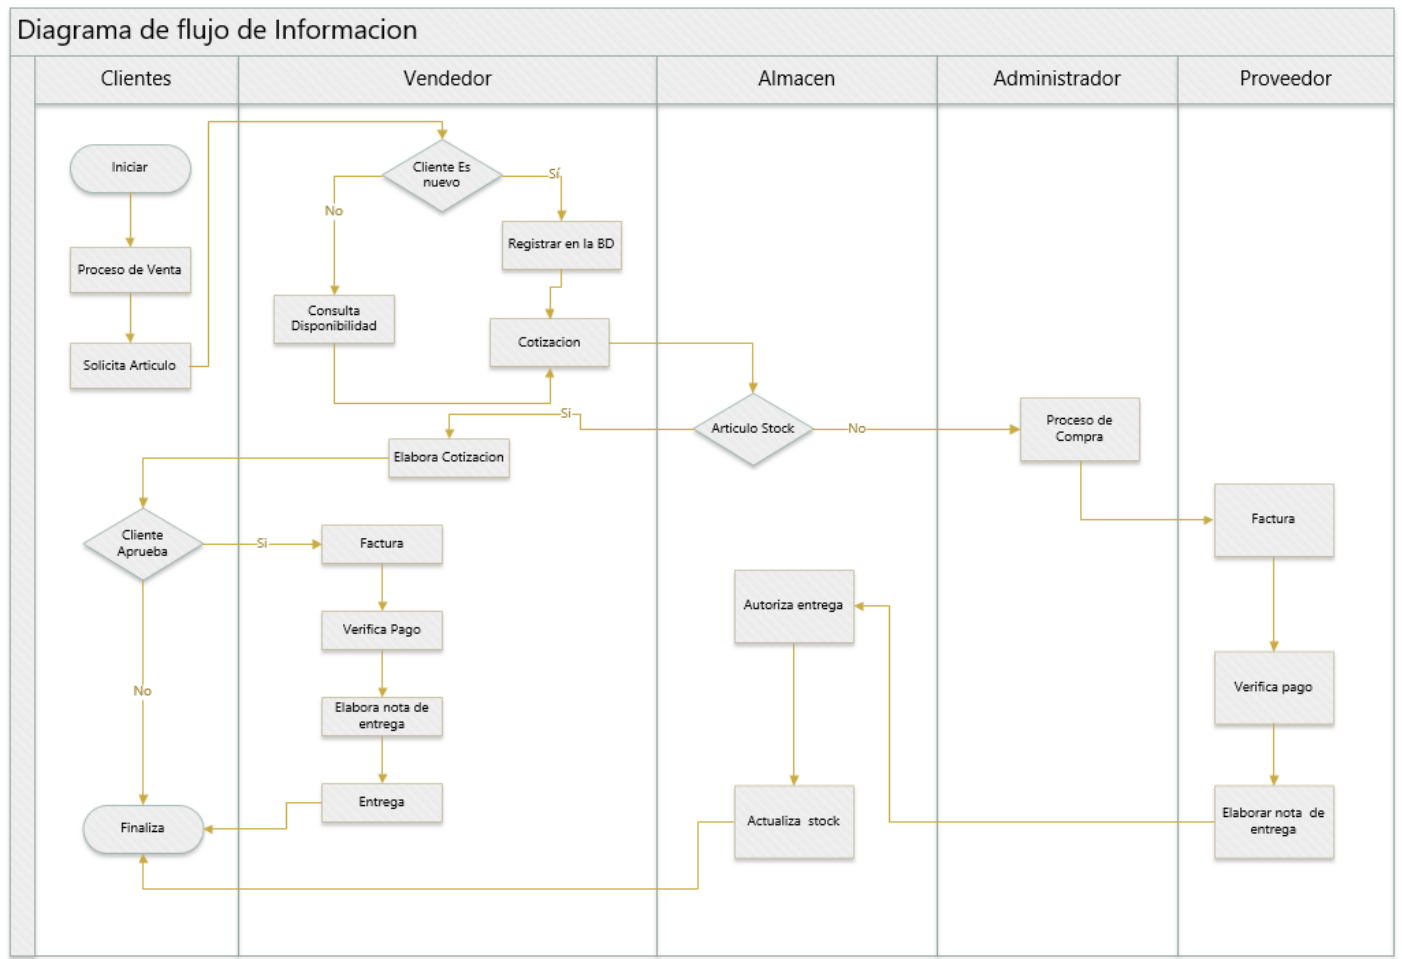 Diagrama de flujo de Informacion
Clientes
Vendedor
Almacen
Administrador
Proveedor
Iniciar
Proceso de Venta
Solicita Articulo
Cliente Es
nuevo
Sí
No
Registrar en la BD
Consulta
Disponibilidad
Cotizacion
Articulo Stock
Si
No
Proceso de
Compra
Elabora Cotizacion
Cliente
Aprueba
Si
No
Factura
Verifica Pago
Elabora nota de
entrega
Entrega
Finaliza
Autoriza entrega
Actualiza stock
Factura
Verifica pago
Elaborar nota de
entrega